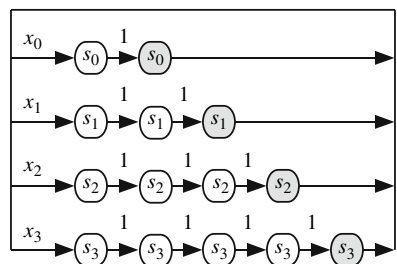 x₀ 1
s₀ s₀
x₁ 1 1
s₁ s₁ s₁
x₂ 1 1 1
s₂ s₂ s₂ s₂
x₃ 1 1 1 1
s₃ s₃ s₃ s₃ s₃